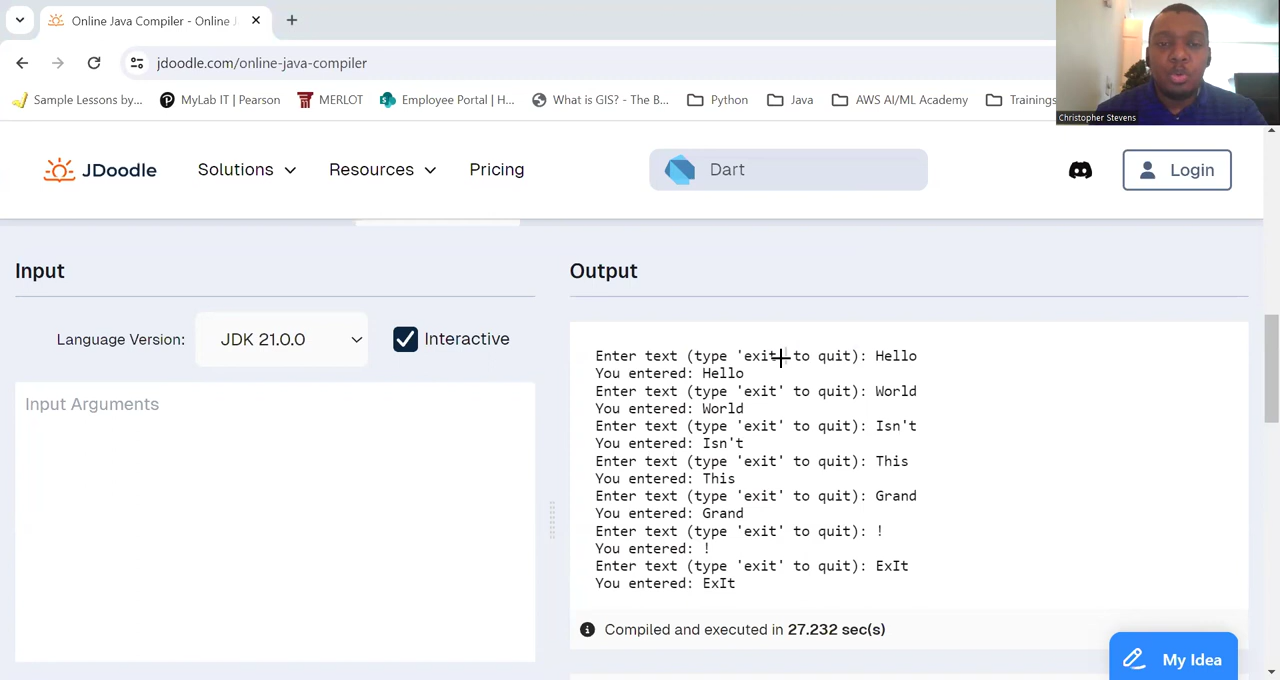 Online Java Compiler - Online J
jdoodle.com/online-java-compiler
Sample Lessons by... MyLab IT | Pearson MERLOT Employee Portal | H... What is GIS? - The B... Python Java AWS AI/ML Academy Trainings
Christopher Stevens
JDoodle Solutions Resources Pricing Dart Login
Input
Language Version: JDK 21.0.0 Interactive
Input Arguments
Output
Enter text (type 'exit' to quit): Hello
You entered: Hello
Enter text (type 'exit' to quit): World
You entered: World
Enter text (type 'exit' to quit): Isn't
You entered: Isn't
Enter text (type 'exit' to quit): This
You entered: This
Enter text (type 'exit' to quit): Grand
You entered: Grand
Enter text (type 'exit' to quit): !
You entered: !
Enter text (type 'exit' to quit): ExIt
You entered: ExIt
Compiled and executed in 27.232 sec(s)
My Idea